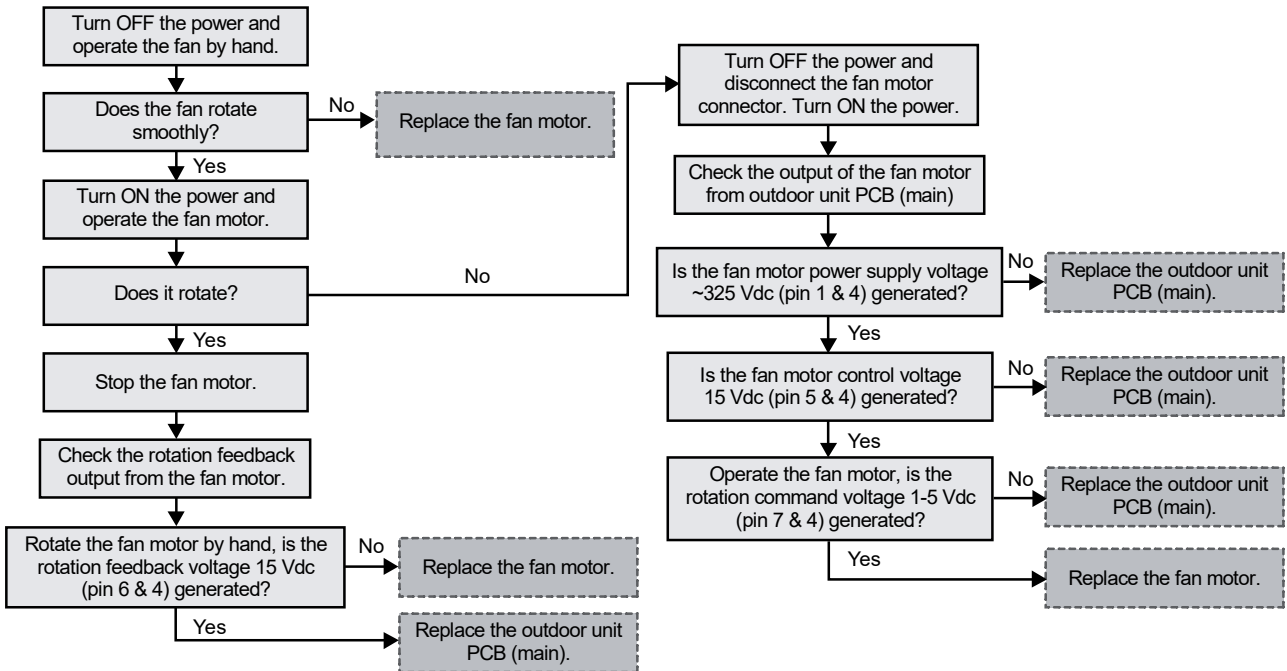 Turn OFF the power and
operate the fan by hand.
Does the fan rotate
smoothly?
No
Replace the fan motor.
Yes
Turn ON the power and
operate the fan motor.
Does it rotate?
No
Yes
Stop the fan motor.
Check the rotation feedback
output from the fan motor.
Rotate the fan motor by hand, is the
rotation feedback voltage 15 Vdc
(pin 6 & 4) generated?
No
Replace the fan motor.
Yes
Replace the outdoor unit
PCB (main).
Turn OFF the power and
disconnect the fan motor
connector. Turn ON the power.
Check the output of the fan motor
from outdoor unit PCB (main)
Is the fan motor power supply voltage
~325 Vdc (pin 1 & 4) generated?
No
Replace the outdoor unit
PCB (main).
Yes
Is the fan motor control voltage
15 Vdc (pin 5 & 4) generated?
No
Replace the outdoor unit
PCB (main).
Yes
Operate the fan motor, is the
rotation command voltage 1-5 Vdc
(pin 7 & 4) generated?
No
Replace the outdoor unit
PCB (main).
Yes
Replace the fan motor.